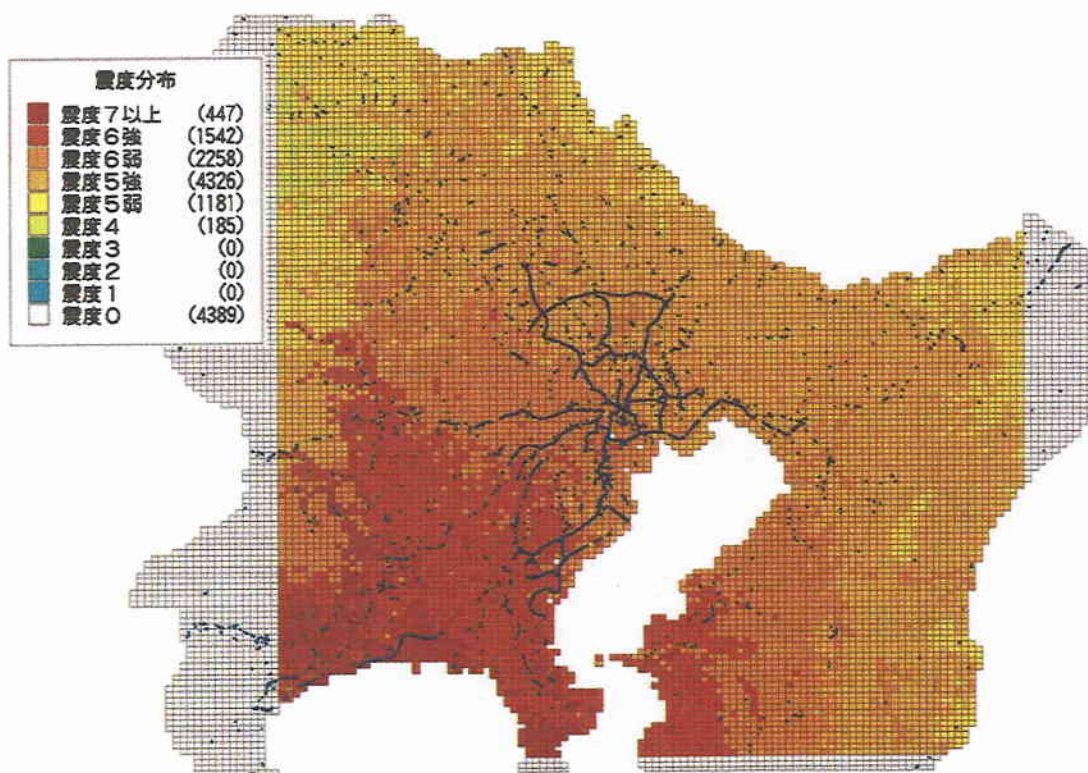 震度分布
震度7以上 (447)
震度6強 (1542)
震度6弱 (2258)
震度5強 (4326)
震度5弱 (1181)
震度4 (185)
震度3 (0)
震度2 (0)
震度1 (0)
震度0 (4389)